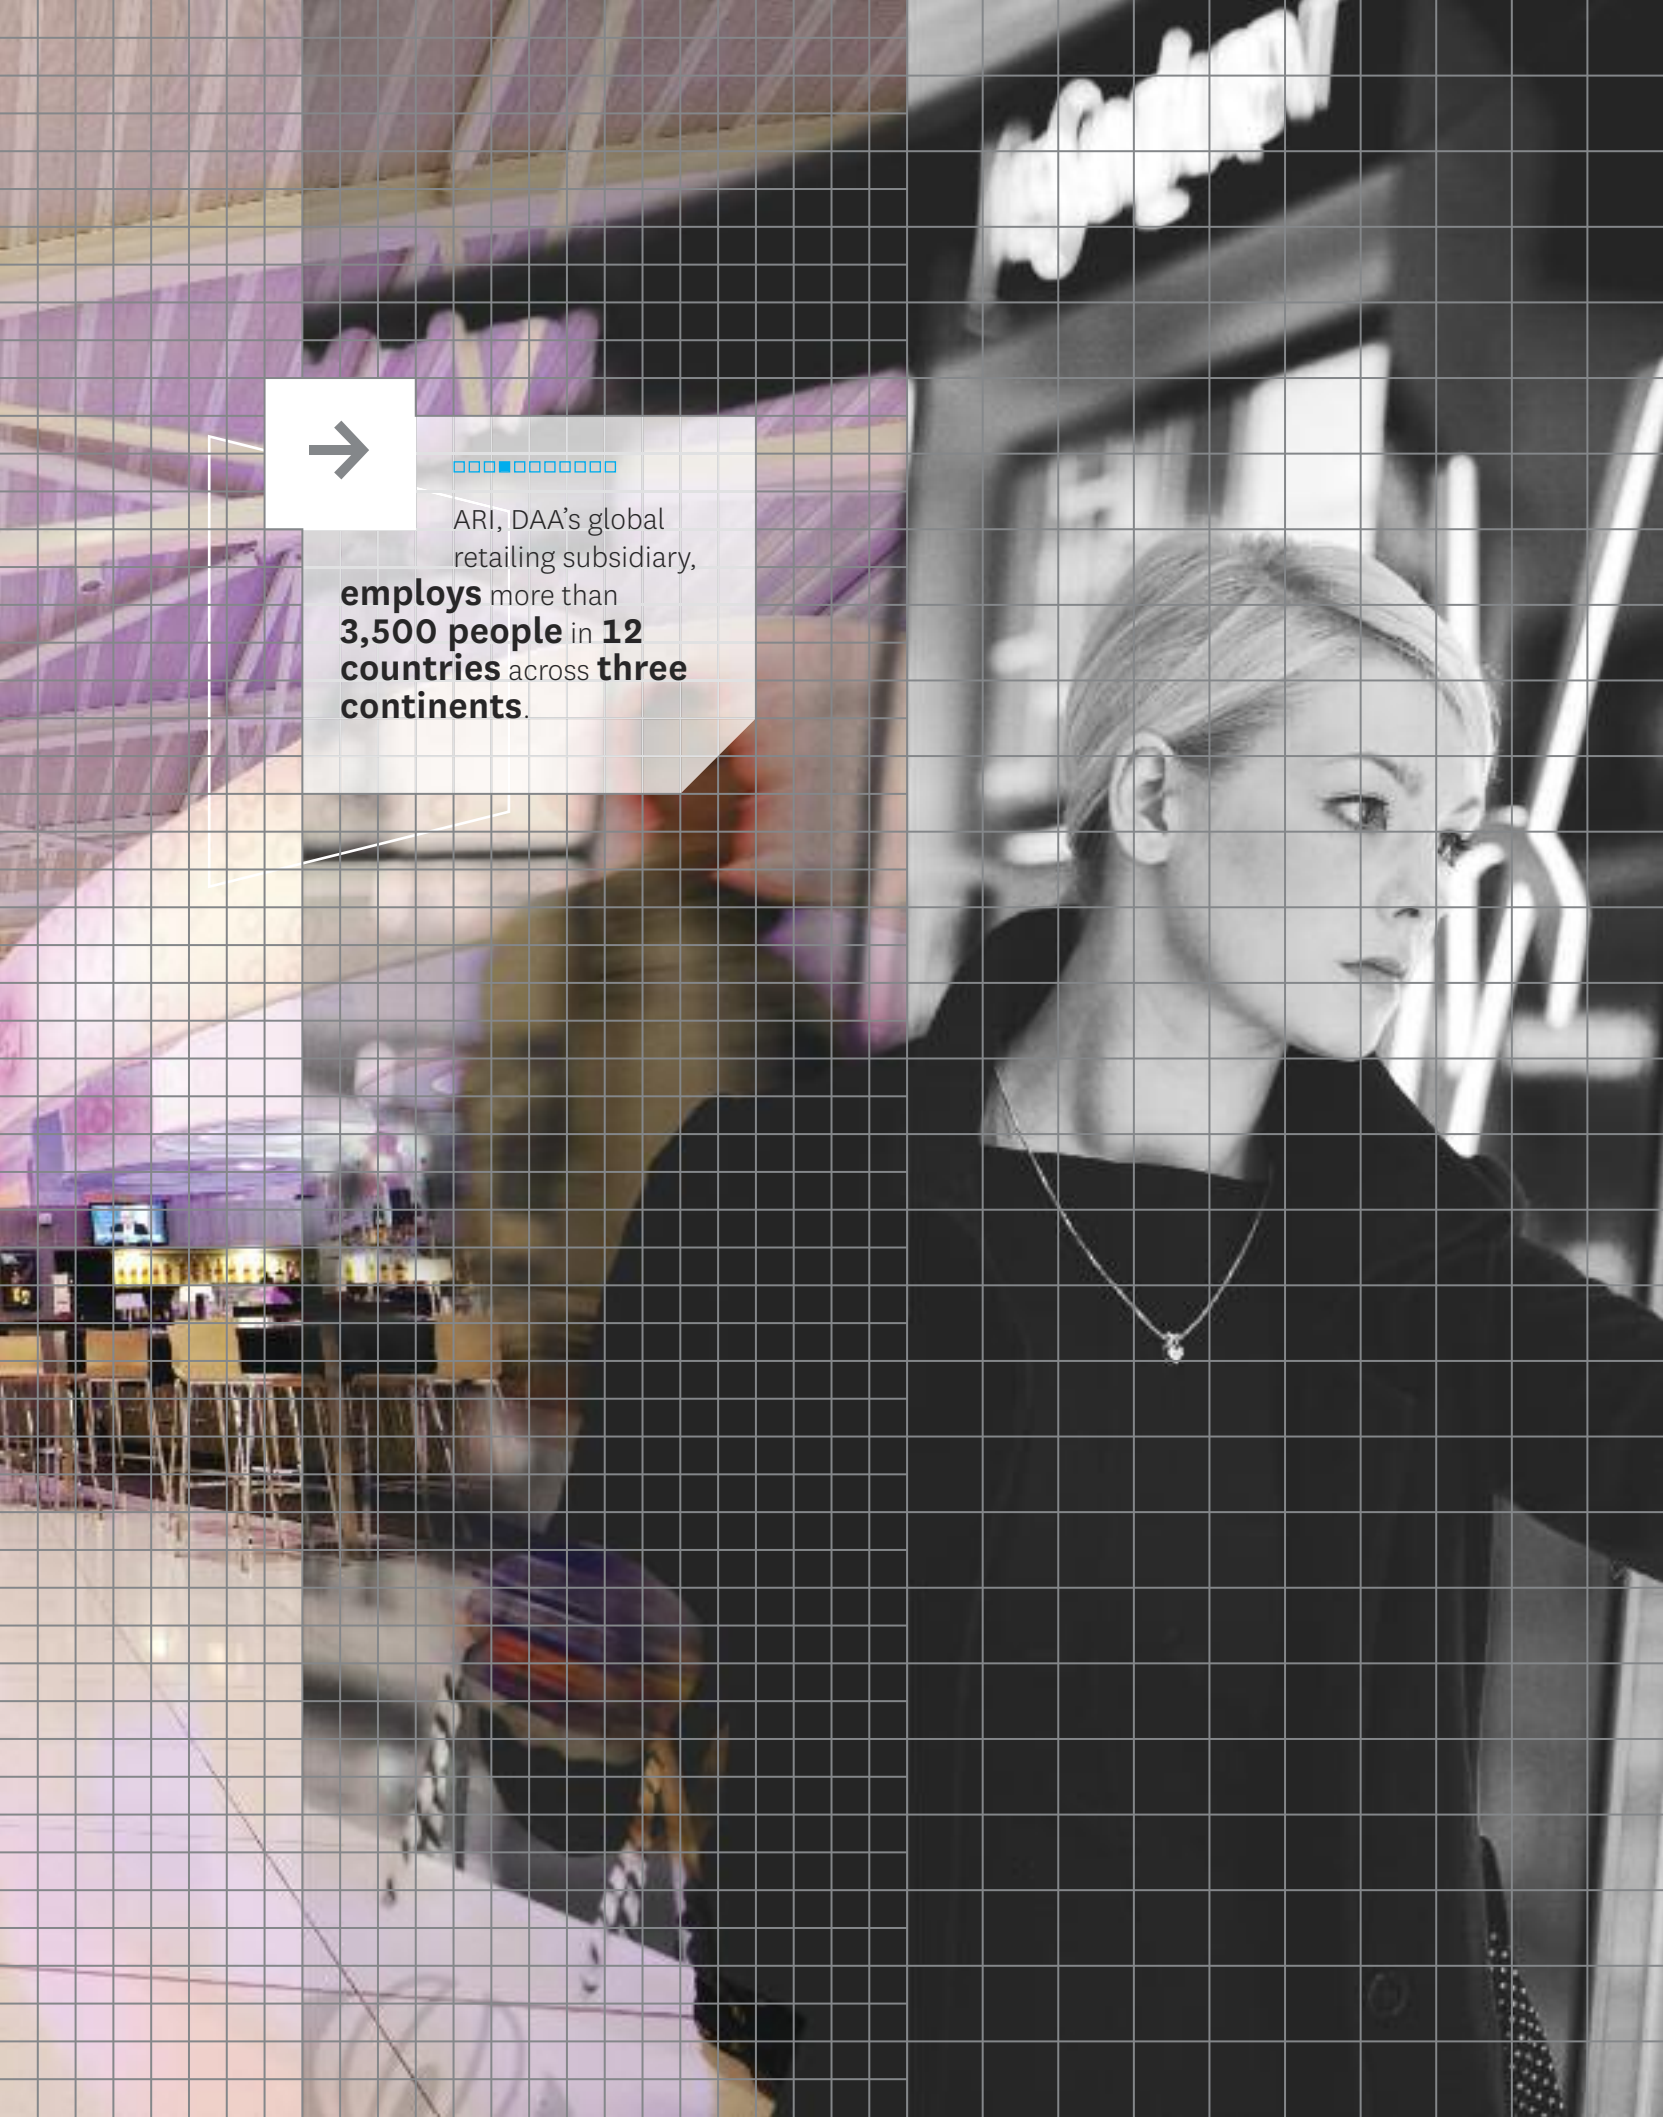 ARI, DAA’s global
retailing subsidiary,
employs more than
3,500 people in 12
countries across three
continents.